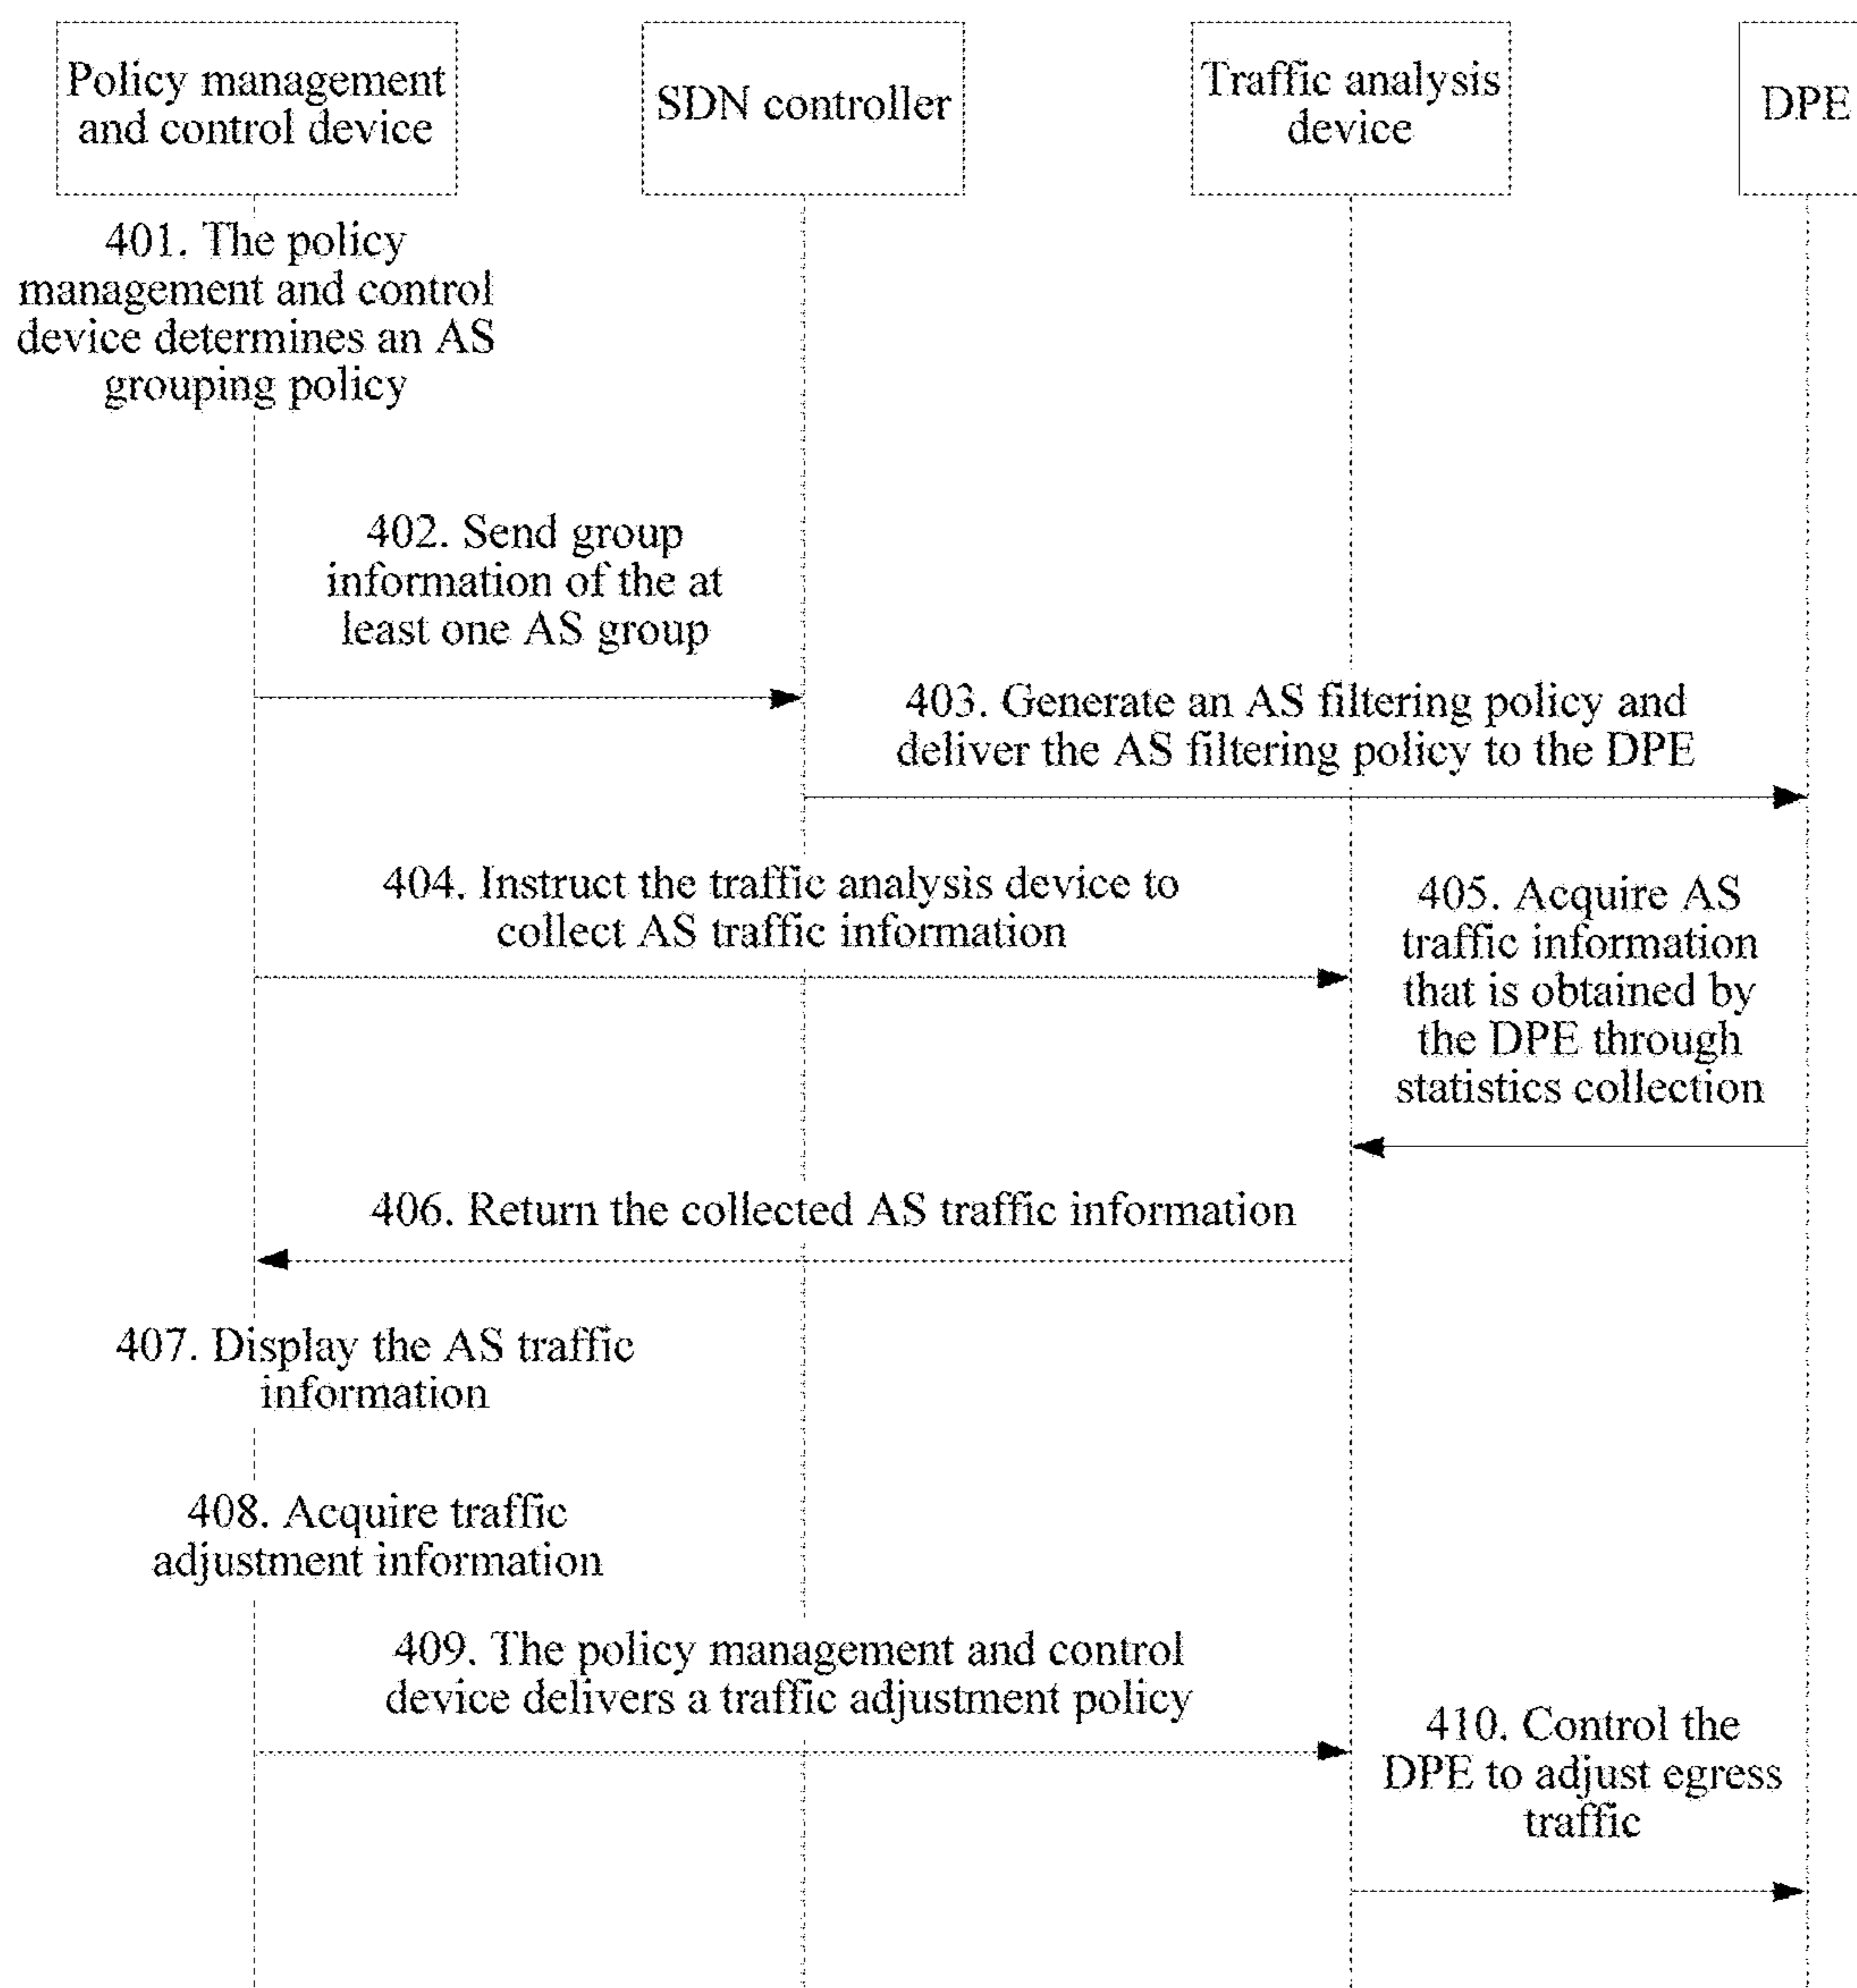 Policy management
and control device
SDN controller
Traffic analysis
device
DPE
401. The policy
management and control
device determines an AS
grouping policy
402. Send group
information of the at
least one AS group
403. Generate an AS filtering policy and
deliver the AS filtering policy to the DPE
404. Instruct the traffic analysis device to
collect AS traffic information
405. Acquire AS
traffic information
that is obtained by
the DPE through
statistics collection
406. Return the collected AS traffic information
407. Display the AS traffic
information
408. Acquire traffic
adjustment information
409. The policy management and control
device delivers a traffic adjustment policy
410. Control the
DPE to adjust egress
traffic